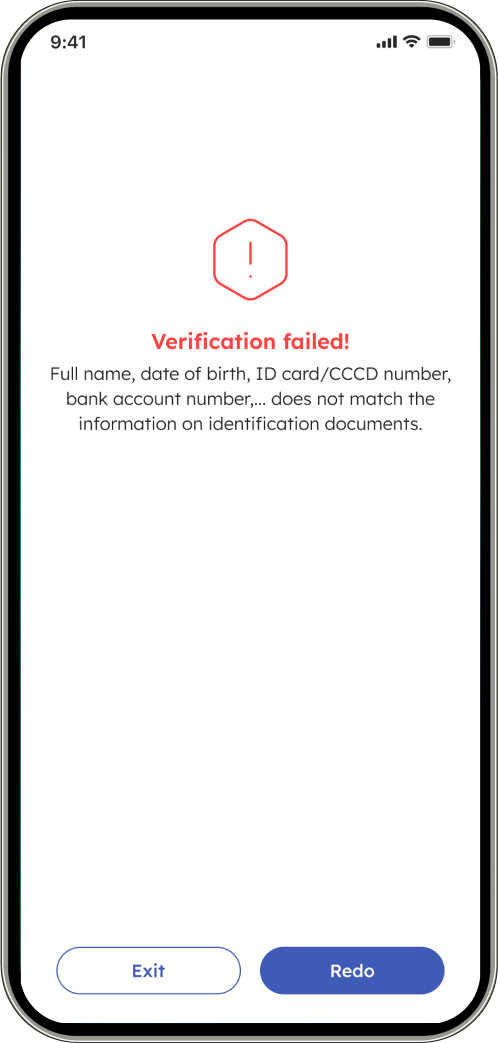 9:41
Verification failed!
Full name, date of birth, ID card/CCCD number,
bank account number,... does not match the
information on identification documents.
Exit
Redo